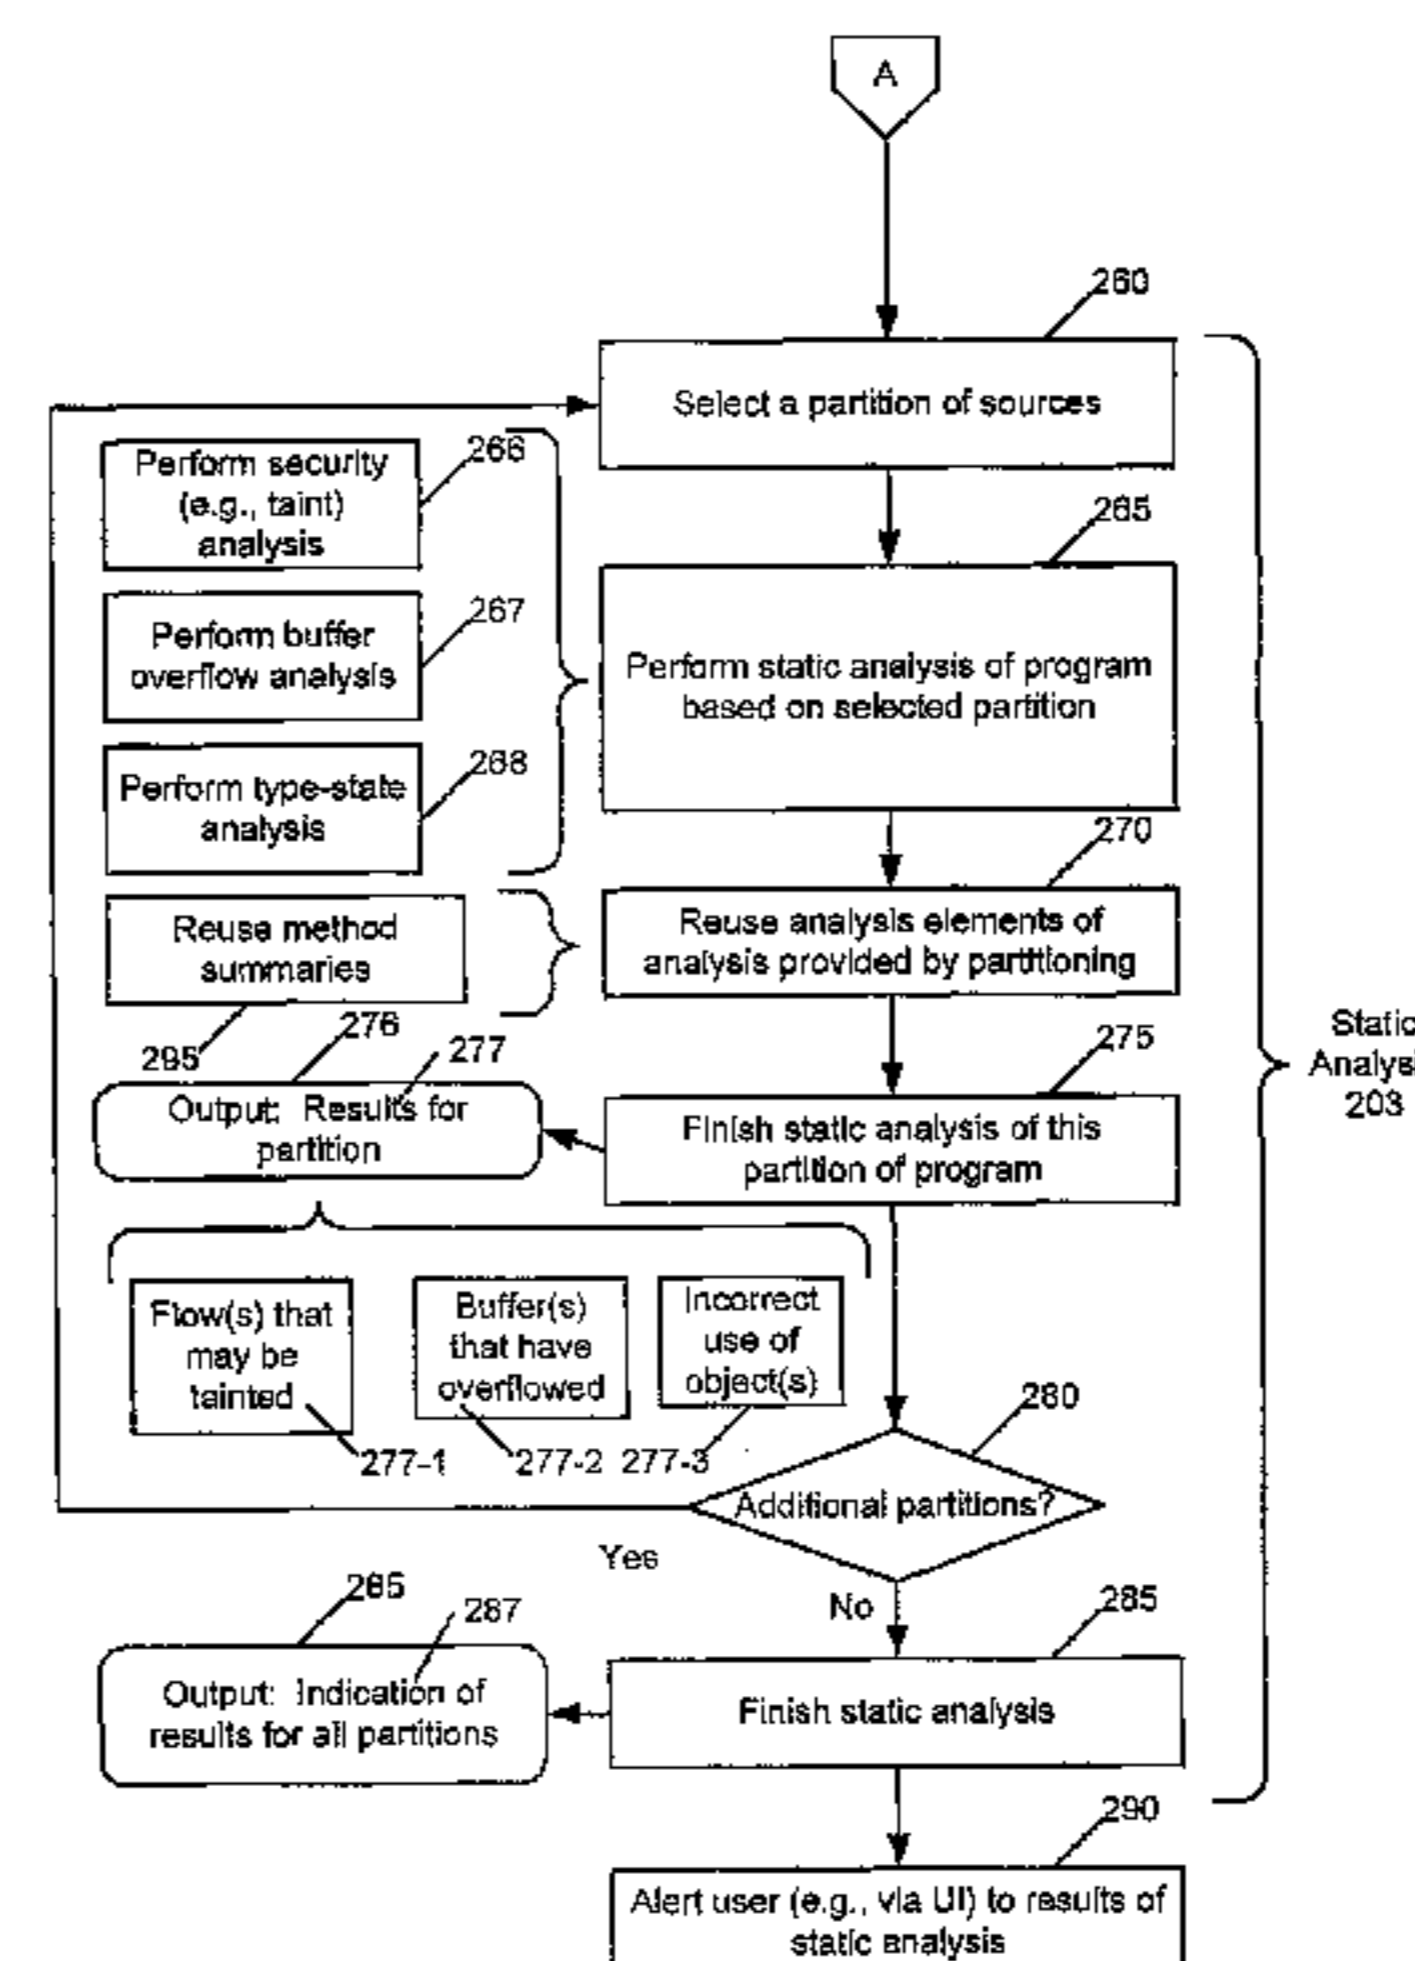 A
260
Select a partition of sources
266
Perform security
(e.g., taint)
analysis
265
267
Perform buffer
overflow analysis
Perform static analysis of program
based on selected partition
268
Perform type-state
analysis
270
Reuse method
summaries
Reuse analysis elements of
analysis provided by partitioning
295
276
277
275
Static
Analysi
203
Output: Results for
partition
Finish static analysis of this
partition of program
Flow(s) that
may be
tainted
Buffer(s)
that have
overflowed
Incorrect
use of
object(s)
277-1
277-2
277-3
280
Additional partitions?
Yes
No
286
287
285
Output: Indication of
results for all partitions
Finish static analysis
290
Alert user (e.g., via UI) to results of
static analysis